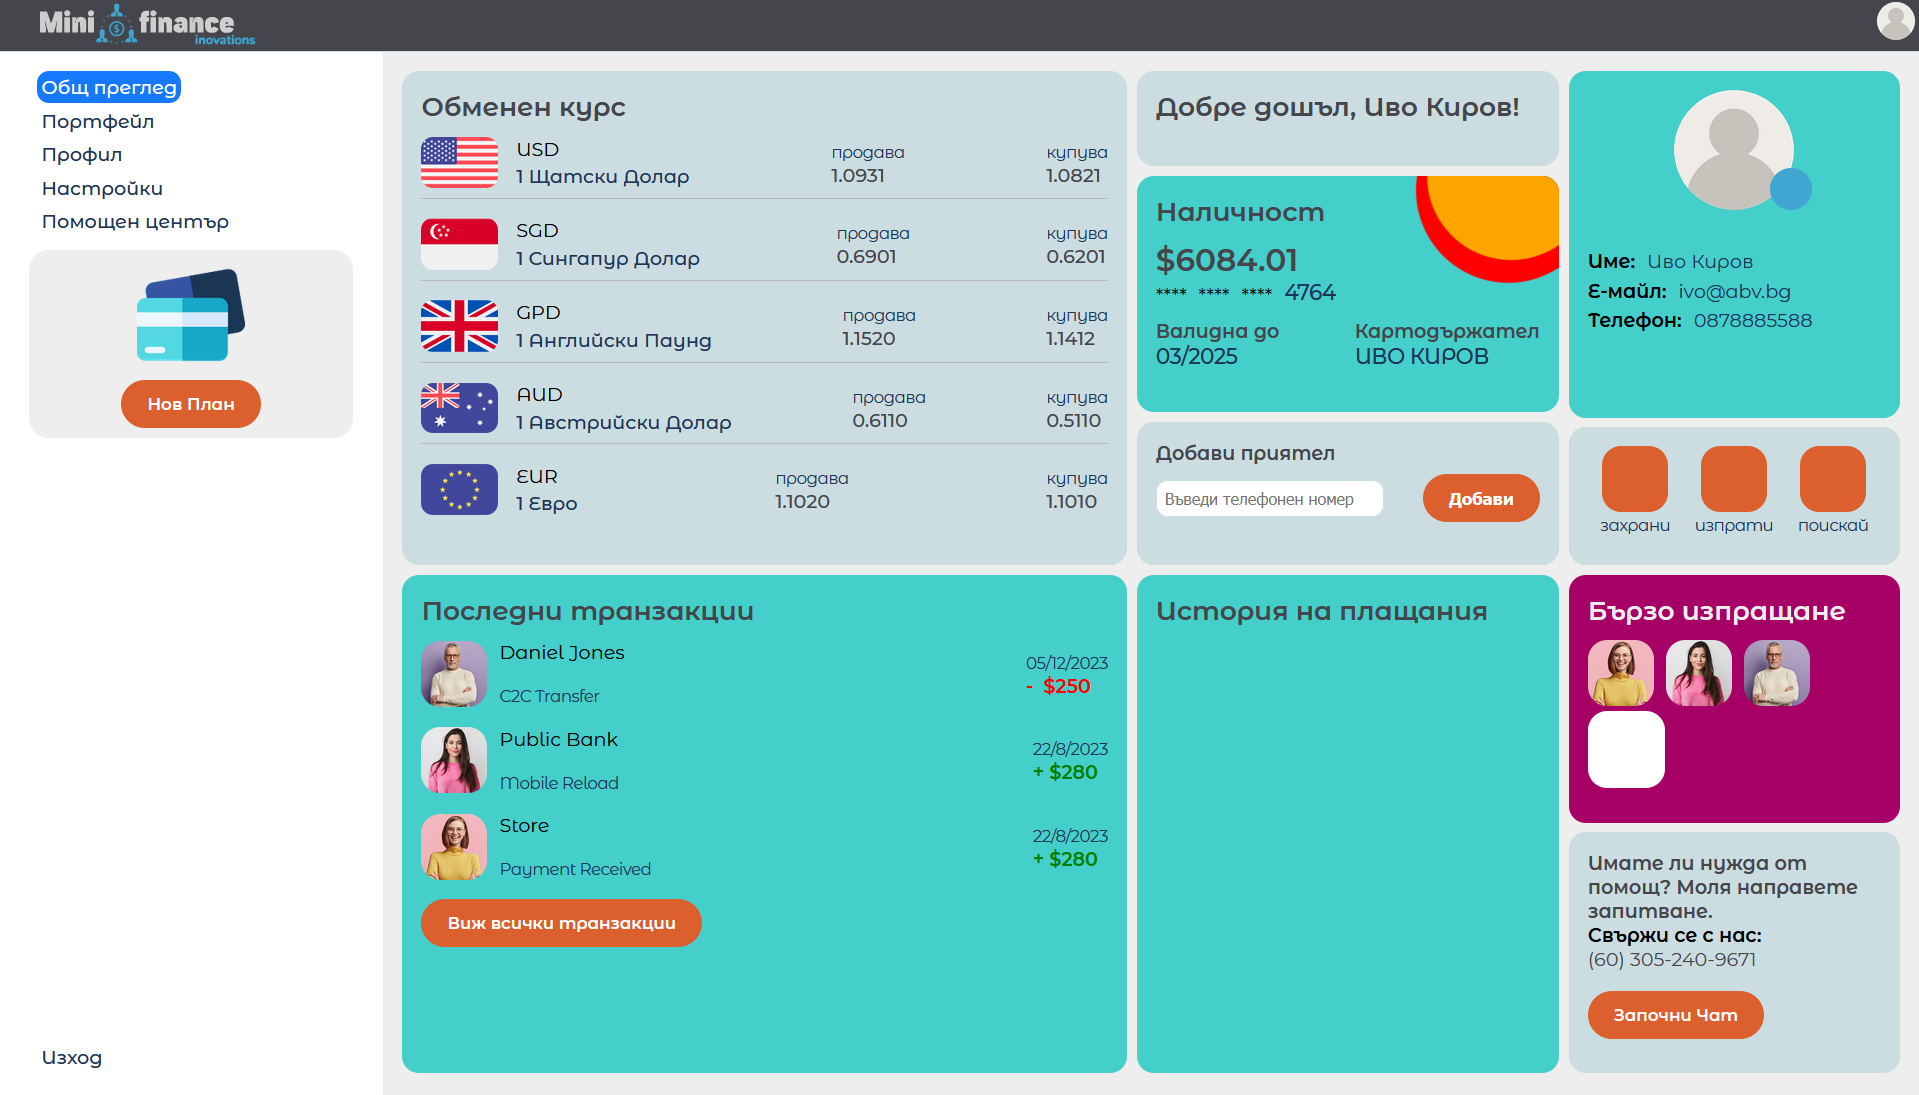 Mini finance
inovations
Общ преглед
Портфейл
Профил
Настройки
Помощен център
Нов План
Изход
Обменен курс
USD
1 Щатски Долар
продава
1.0931
купува
1.0821
SGD
1 Сингапур Долар
продава
0.6901
купува
0.6201
GPD
1 Английски Паунд
продава
1.1520
купува
1.1412
AUD
1 Австрийски Долар
продава
0.6110
купува
0.5110
EUR
1 Евро
продава
1.1020
купува
1.1010
Добре дошъл, Иво Киров!
Наличност
$6084.01
**** **** **** 4764
Валидна до
03/2025
Картодържател
ИВО КИРОВ
Добави приятел
Въведи телефонен номер
Добави
Име: Иво Киров
Е-майл: ivo@abv.bg
Телефон: 0878885588
захрани
изпрати
поискай
Последни транзакции
Daniel Jones
C2C Transfer
05/12/2023
- $250
Public Bank
Mobile Reload
22/8/2023
+ $280
Store
Payment Received
22/8/2023
+ $280
Виж всички транзакции
История на плащания
Бързо изпращане
Имате ли нужда от
помощ? Моля направете
запитване.
Свържи се с нас:
(60) 305-240-9671
Започни Чат